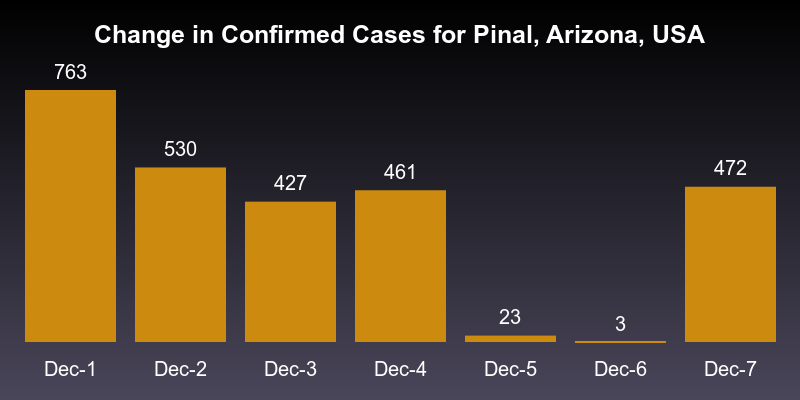 Change in Confirmed Cases for Pinal, Arizona, USA
763
530
427
461
23
3
472
Dec-1
Dec-2
Dec-3
Dec-4
Dec-5
Dec-6
Dec-7